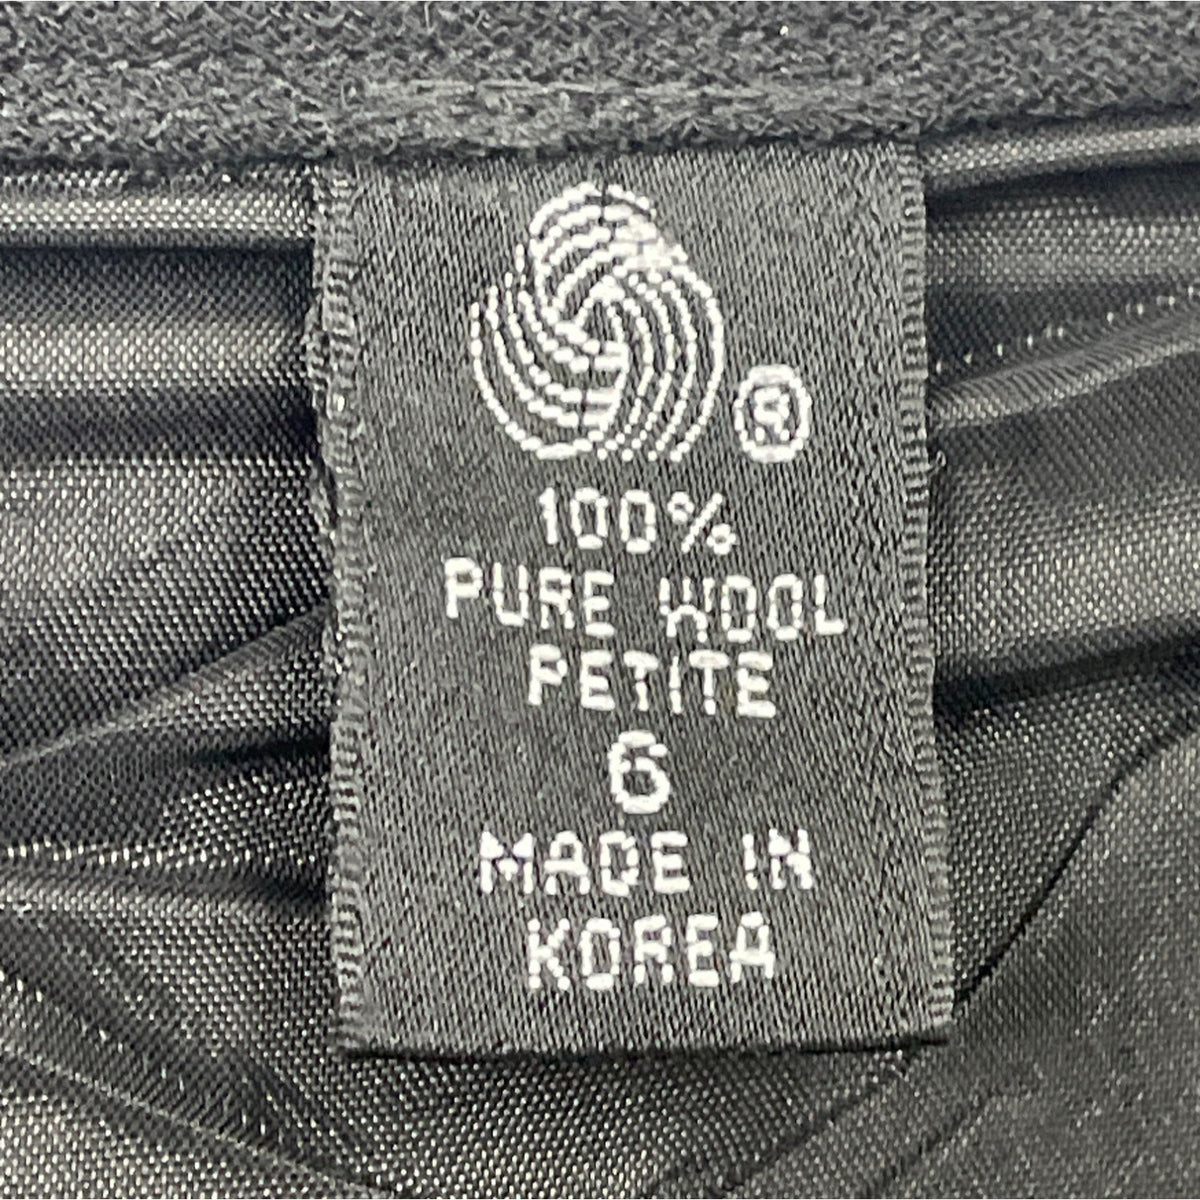 ®
100%
PURE WOOL
PETITE
6
MADE IN
KOREA